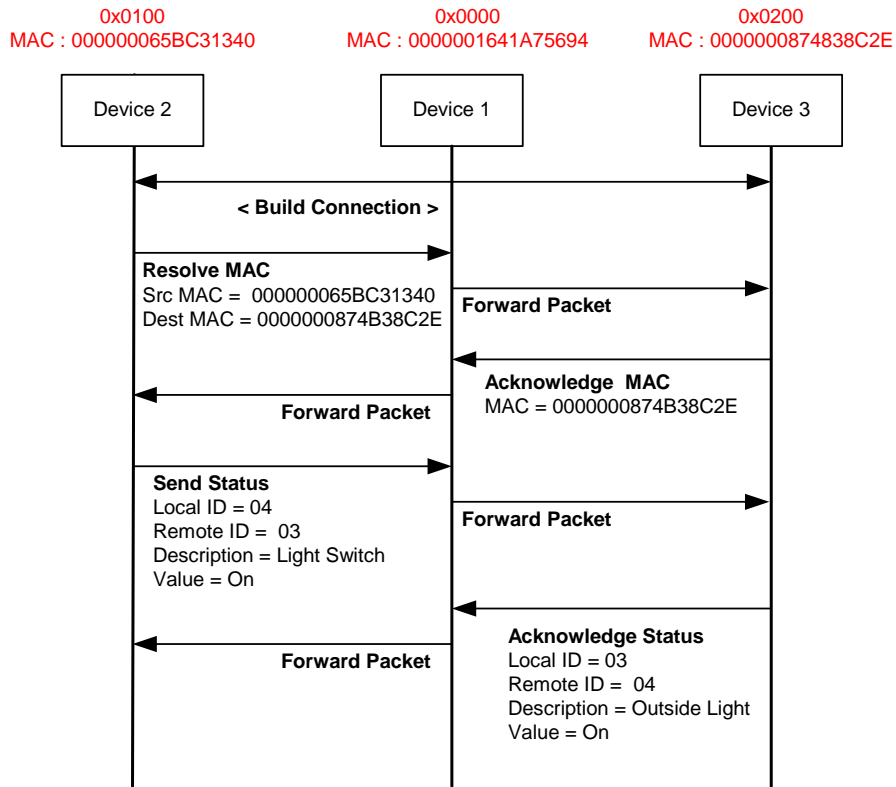 0x0100
MAC : 000000065BC31340
0x0000
MAC : 0000001641A75694
0x0200
MAC : 0000000874838C2E
Device 2
Device 1
Device 3
< Build Connection >
Resolve MAC
Src MAC = 000000065BC31340
Dest MAC = 0000000874B38C2E
Forward Packet
Acknowledge MAC
MAC = 0000000874B38C2E
Forward Packet
Send Status
Local ID = 04
Remote ID = 03
Description = Light Switch
Value = On
Forward Packet
Acknowledge Status
Local ID = 03
Remote ID = 04
Description = Outside Light
Value = On
Forward Packet